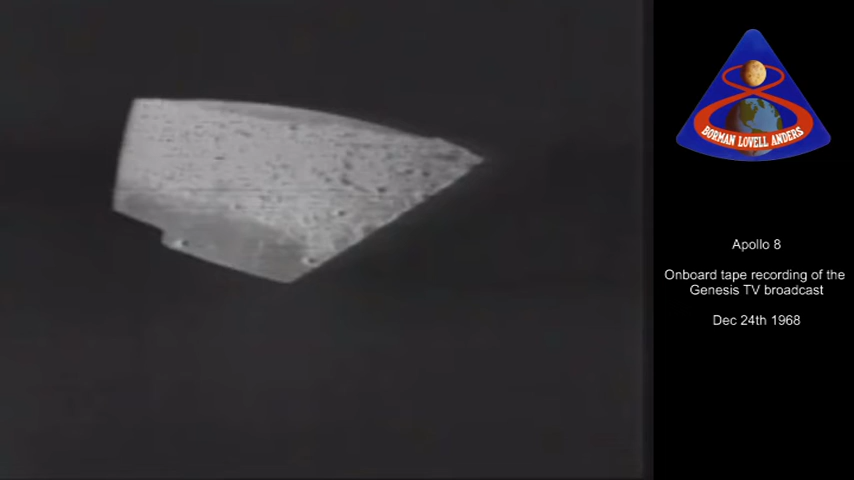 BORMAN LOVELL ANDERS
Apollo 8
Onboard tape recording of the
Genesis TV broadcast
Dec 24th 1968